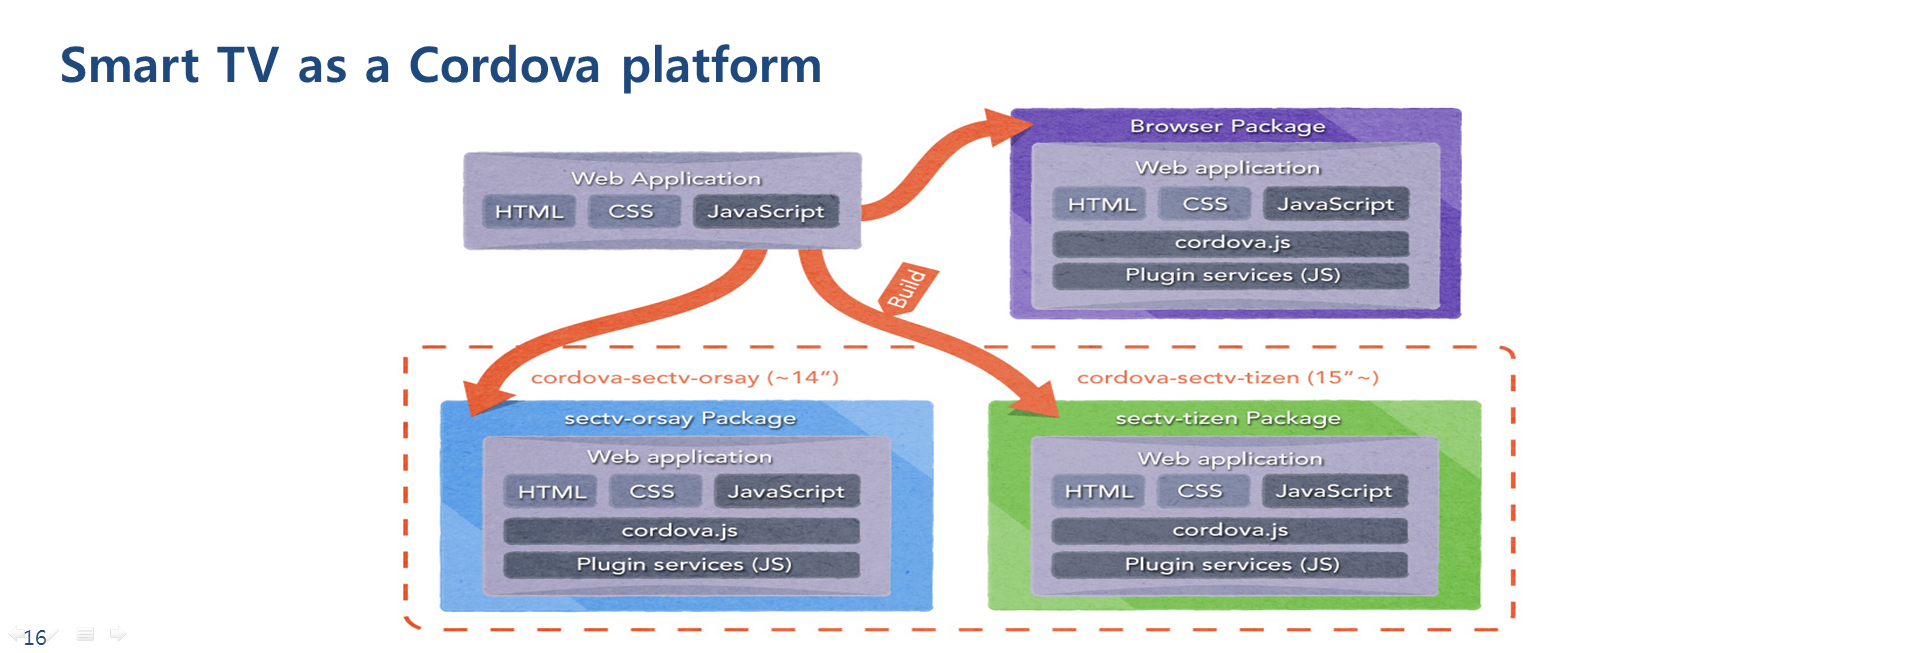 Smart TV as a Cordova platform
Web Application
HTML CSS JavaScript
Browser Package
Web application
HTML CSS JavaScript
cordova.js
Plugin services (JS)
Build
cordova-sectv-orsay (~14”)
sectv-orsay Package
Web application
HTML CSS JavaScript
cordova.js
Plugin services (JS)
cordova-sectv-tizen (15”~)
sectv-tizen Package
Web application
HTML CSS JavaScript
cordova.js
Plugin services (JS)
16